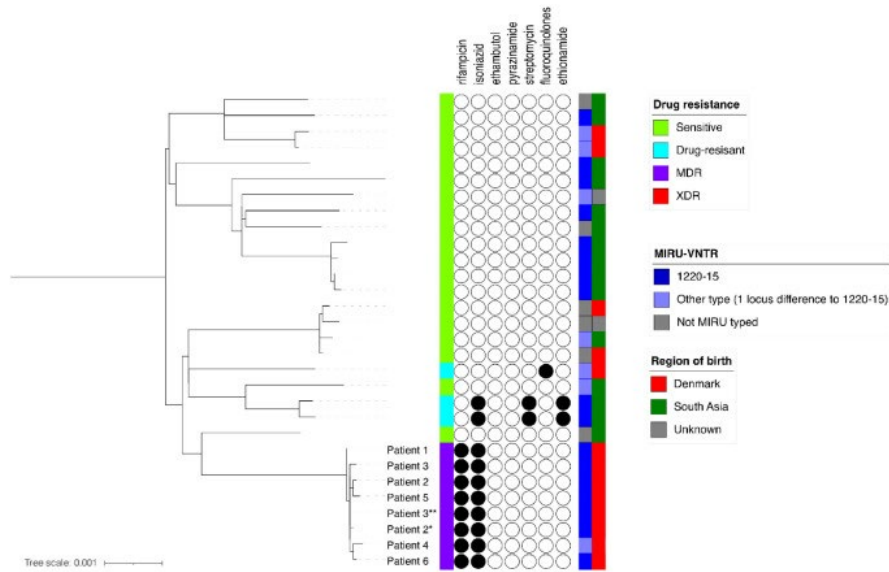 rifampicin
isoniazid
ethambutol
pyrazinamide
streptomycin
fluoroquinolones
ethionamide
Drug resistance
Sensitive
Drug-resisant
MDR
XDR
MIRU-VNTR
1220-15
Other type (1 locus difference to 1220-15)
Not MIRU typed
Region of birth
Denmark
South Asia
Unknown
Patient 1
Patient 3
Patient 2
Patient 5
Patient 3**
Patient 2*
Patient 4
Patient 6
Tree scale: 0.001